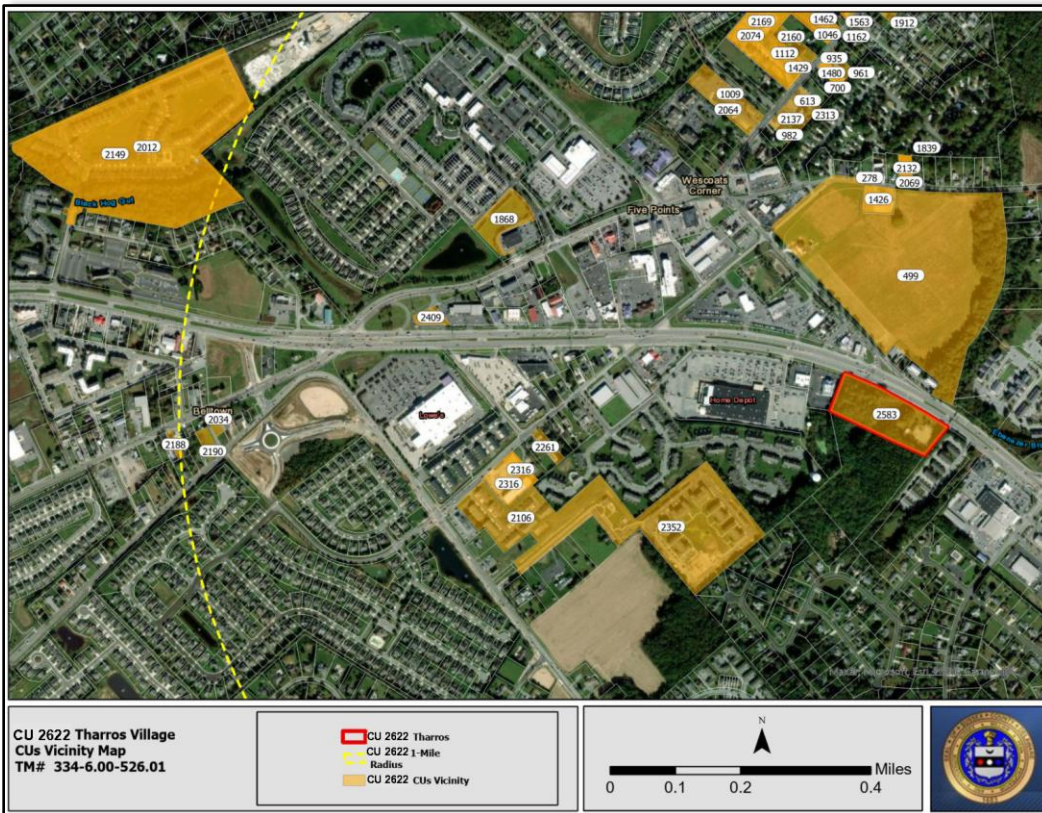 2169
1462
1563
1912
2074
2160
1046
1162
1112
935
1429
1480
961
700
1009
2064
613
2137
2313
982
1839
2132
278
2069
1426
499
2149
2012
Black Hog Gut
Wescoats
Corner
Five Points
1868
2409
Belltown
2034
2188
2190
Lowe's
Home Depot
2583
2261
2316
2316
2106
2352
CU 2622 Tharros Village
CUs Vicinity Map
TM# 334-6.00-526.01
CU 2622 Tharros
CU 2622 1-Mile
Radius
CU 2622 CUs Vicinity
N
Miles
0 0.1 0.2 0.4